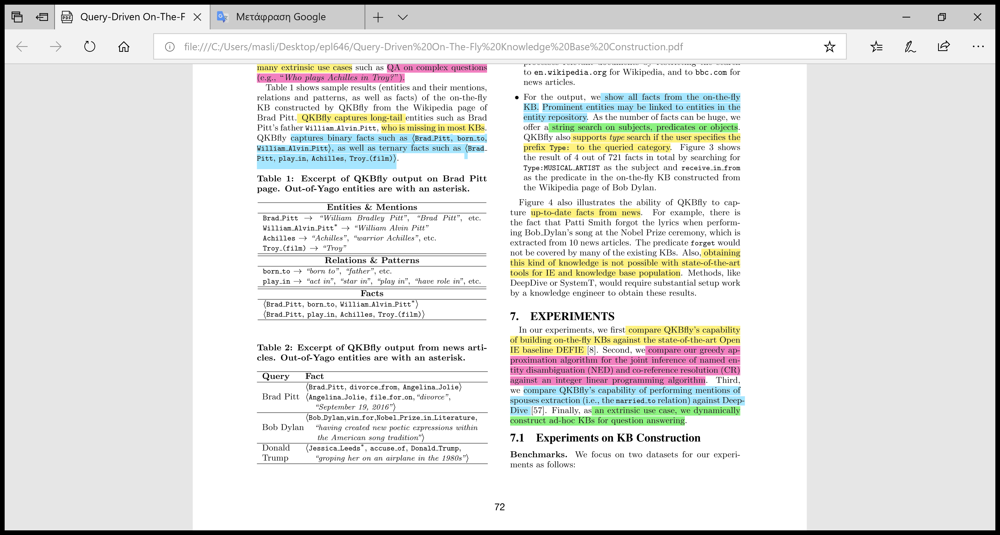 Query-Driven On-The-F
Μετάφραση Google
file:///C:/Users/masli/Desktop/epl646/Query-Driven%20On-The-Fly%20Knowledge%20Base%20Construction.pdf
many extrinsic use cases such as QA on complex questions
(e.g., “Who plays Achilles in Troy?”).
Table 1 shows sample results (entities and their mentions,
relations and patterns, as well as facts) of the on-the-fly
KB constructed by QKBfly from the Wikipedia page of
Brad Pitt. QKBfly captures long-tail entities such as Brad
Pitt’s father William_Alvin_Pitt, who is missing in most KBs.
QKBfly captures binary facts such as ⟨Brad_Pitt, born_to,
William_Alvin_Pitt⟩, as well as ternary facts such as ⟨Brad_
Pitt, play_in, Achilles, Troy_(film)⟩.
Table 1: Excerpt of QKBfly output on Brad Pitt
page. Out-of-Yago entities are with an asterisk.
Entities & Mentions
Brad_Pitt → “William Bradley Pitt”, “Brad Pitt”, etc.
William_Alvin_Pitt* → “William Alvin Pitt”
Achilles → “Achilles”, “warrior Achilles”, etc.
Troy_(film) → “Troy”
Relations & Patterns
born_to → “born to”, “father”, etc.
play_in → “act in”, “star in”, “play in”, “have role in”, etc.
Facts
⟨Brad_Pitt, born_to, William_Alvin_Pitt*⟩
⟨Brad_Pitt, play_in, Achilles, Troy_(film)⟩
Table 2: Excerpt of QKBfly output from news arti-
cles. Out-of-Yago entities are with an asterisk.
Query Fact
⟨Brad_Pitt, divorce_from, Angelina_Jolie⟩
Brad Pitt ⟨Angelina_Jolie, file_for_on,“divorce”,
“September 19, 2016”⟩
⟨Bob_Dylan,win_for,Nobel_Prize_in_Literature,
Bob Dylan “having created new poetic expressions within
the American song tradition”⟩
Donald ⟨Jessica_Leeds*, accuse_of, Donald_Trump,
Trump “groping her on an airplane in the 1980s”⟩
processes relevant documents by restricting the search
to en.wikipedia.org for Wikipedia, and to bbc.com for
news articles.
• For the output, we show all facts from the on-the-fly
KB. Prominent entities may be linked to entities in the
entity repository. As the number of facts can be huge, we
offer a string search on subjects, predicates or objects.
QKBfly also supports type search if the user specifies the
prefix Type: to the queried category. Figure 3 shows
the result of 4 out of 721 facts in total by searching for
Type:MUSICAL_ARTIST as the subject and receive_in_from
as the predicate in the on-the-fly KB constructed from
the Wikipedia page of Bob Dylan.
Figure 4 also illustrates the ability of QKBfly to cap-
ture up-to-date facts from news. For example, there is
the fact that Patti Smith forgot the lyrics when perform-
ing Bob_Dylan’s song at the Nobel Prize ceremony, which is
extracted from 10 news articles. The predicate forget would
not be covered by many of the existing KBs. Also, obtaining
this kind of knowledge is not possible with state-of-the-art
tools for IE and knowledge base population. Methods, like
DeepDive or SystemT, would require substantial setup work
by a knowledge engineer to obtain these results.
7. EXPERIMENTS
In our experiments, we first compare QKBfly’s capability
of building on-the-fly KBs against the state-of-the-art Open
IE baseline DEFIE [8]. Second, we compare our greedy ap-
proximation algorithm for the joint inference of named en-
tity disambiguation (NED) and co-reference resolution (CR)
against an integer linear programming algorithm. Third,
we compare QKBfly’s capability of performing mentions of
spouses extraction (i.e., the married_to relation) against Deep-
Dive [57]. Finally, as an extrinsic use case, we dynamically
construct ad-hoc KBs for question answering.
7.1 Experiments on KB Construction
Benchmarks. We focus on two datasets for our experi-
ments as follows:
72